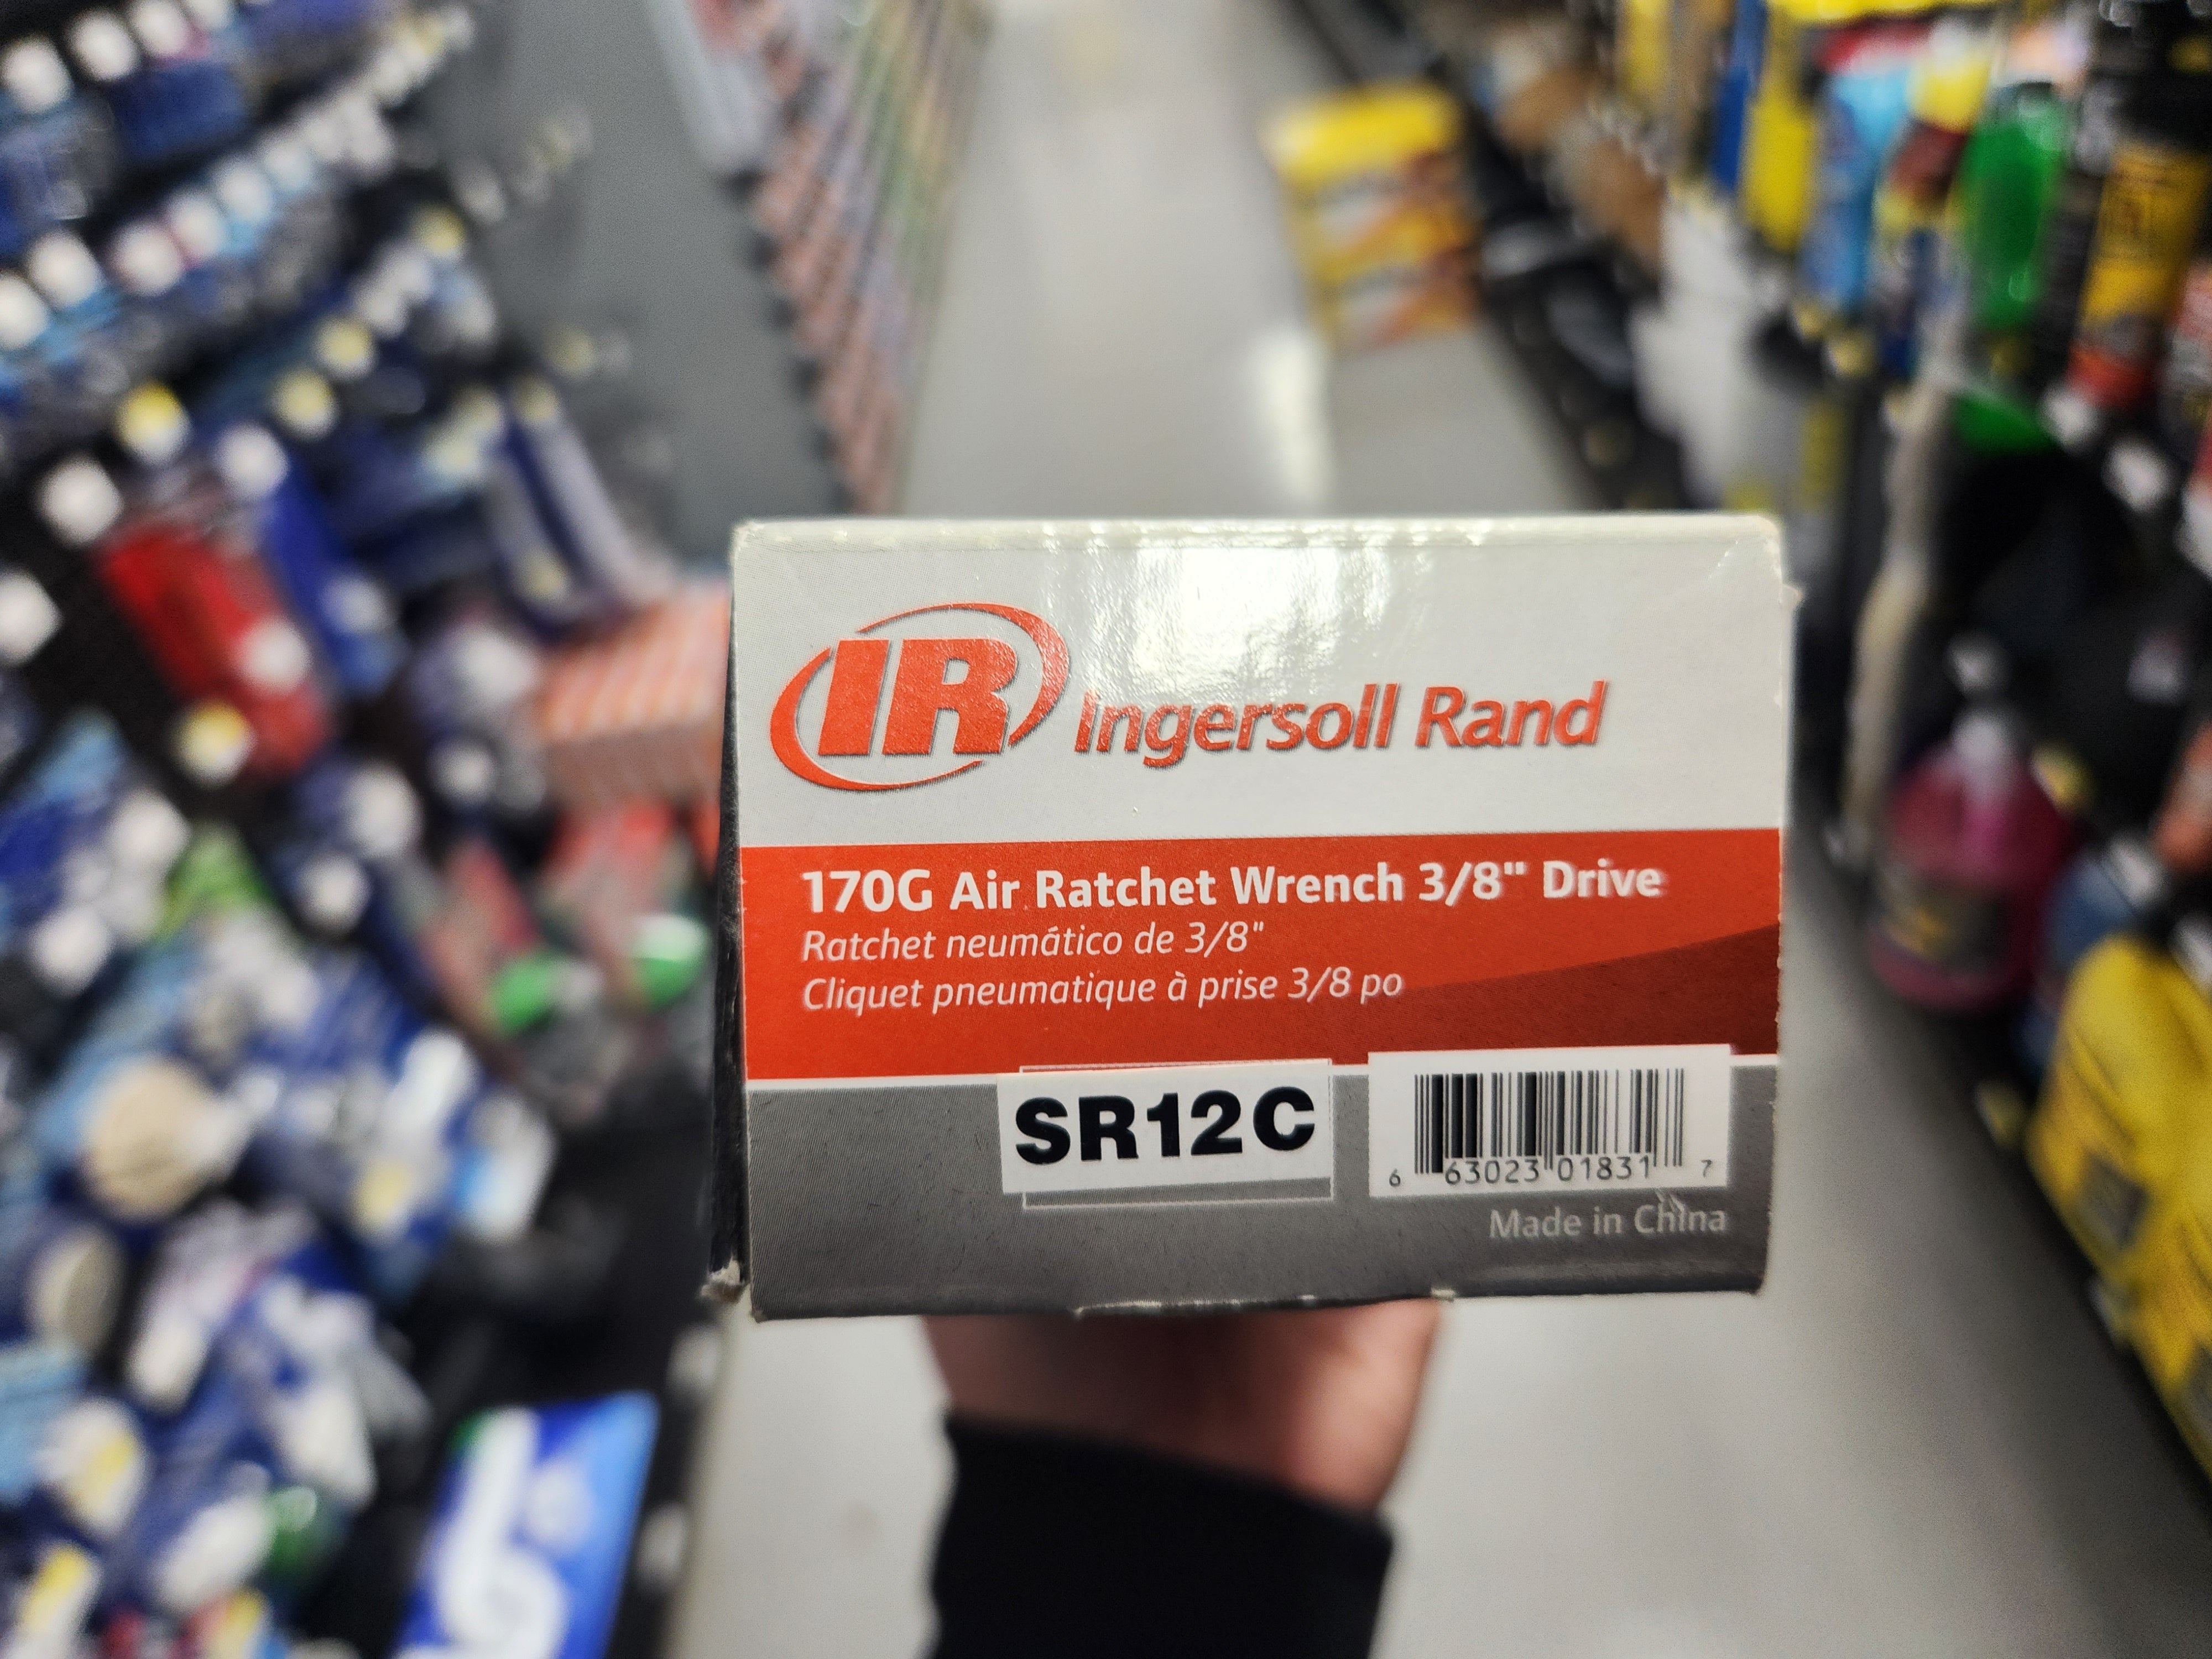 IR Ingersoll Rand
170G Air Ratchet Wrench 3/8" Drive
Ratchet neumático de 3/8"
Cliquet pneumatique à prise 3/8 po
SR12C
6 63023 01831 7
Made in China